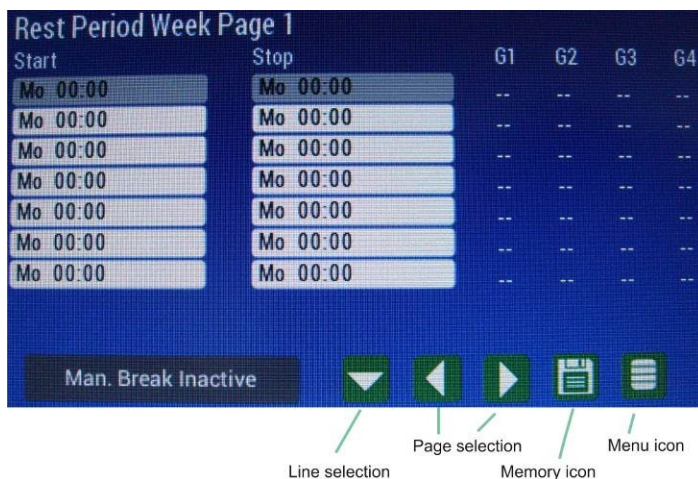 Rest Period Week Page 1
Start Stop G1 G2 G3 G4
Mo 00:00 Mo 00:00 -- -- -- --
Mo 00:00 Mo 00:00 -- -- -- --
Mo 00:00 Mo 00:00 -- -- -- --
Mo 00:00 Mo 00:00 -- -- -- --
Mo 00:00 Mo 00:00 -- -- -- --
Mo 00:00 Mo 00:00 -- -- -- --
Mo 00:00 Mo 00:00 -- -- -- --
Man. Break Inactive
Page selection Menu icon
Line selection Memory icon